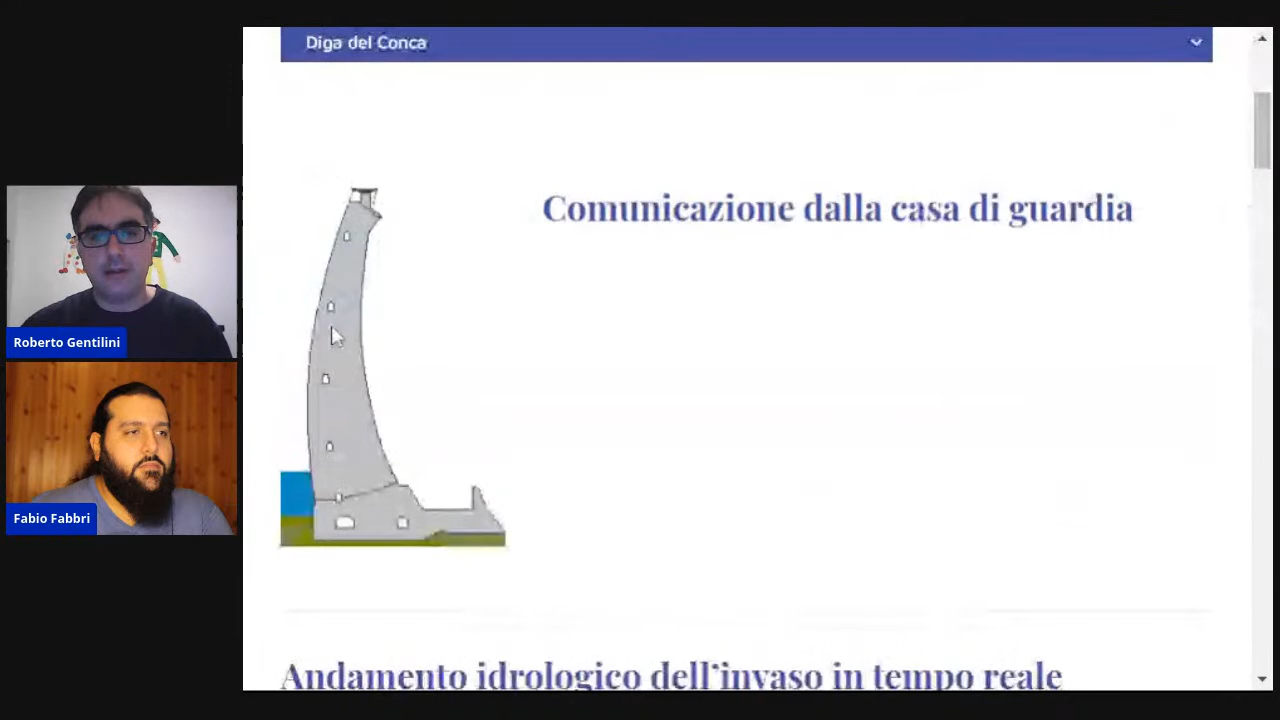 Diga del Conca
Comunicazione dalla casa di guardia
Roberto Gentilini
Fabio Fabbri
Andamento idrologico dell'invaso in tempo reale